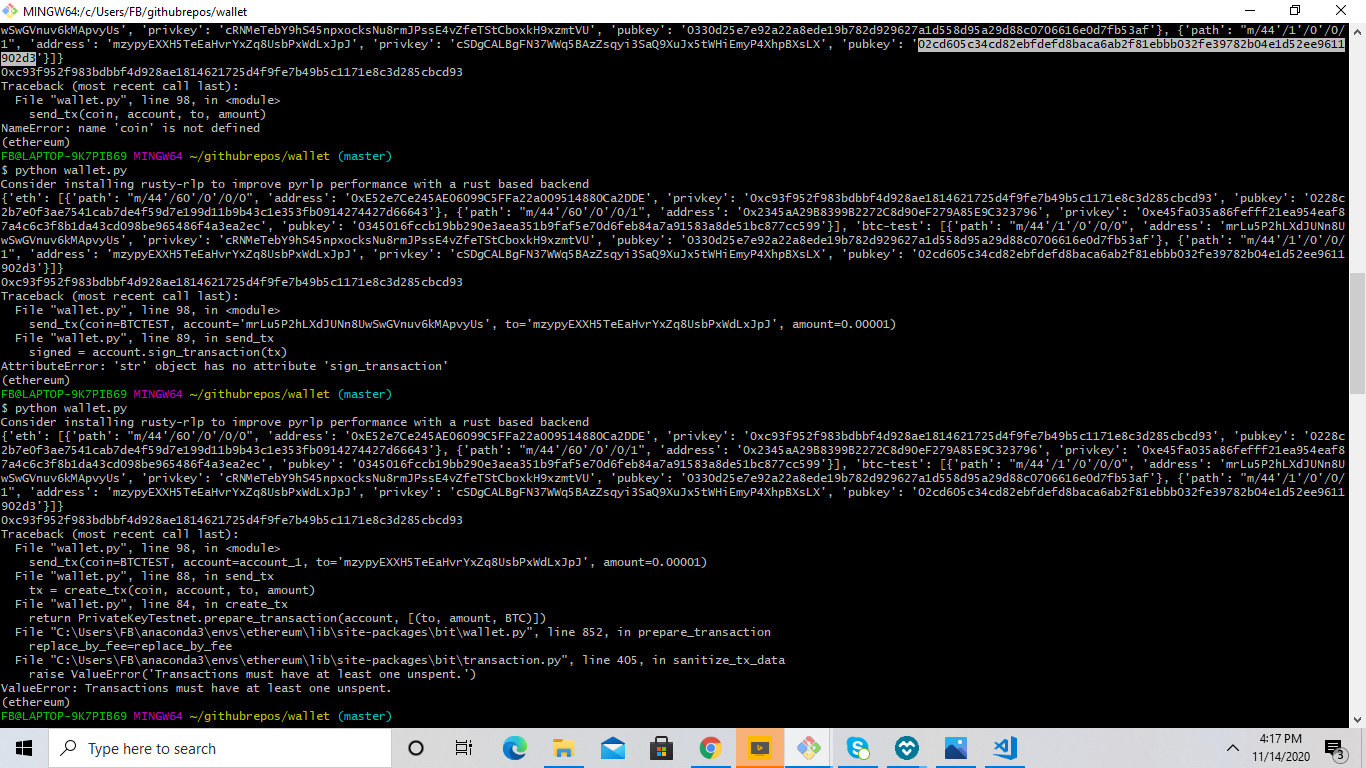 MINGW64:/c/Users/FB/githubrepos/wallet
wSwGVnuv6kMApvyUs', 'privkey': 'cRNMeTebY9hS45npxocksNu8rmJPssE4vZfeTStCboxkH9xzmtVU', 'pubkey': '0330d25e7e92a22a8ede19b782d929627a1d558d95a29d88c0706616e0d7fb53af'}, {'path': "m/44'/1'/0'/0/
1", 'address': 'mzypyEXXH5TeEaHvrYxZq8UsbPxWdLxJpJ', 'privkey': 'cSDgCALBgFN37WWq5BAzZsqyi3SaQ9XuJx5tWHiEmyP4XhpBXsLX', 'pubkey': '02cd605c34cd82ebfdefd8baca6ab2f81ebbb032fe39782b04e1d52ee9611
902d3'}]}
0xc93f952f983bdbbf4d928ae1814621725d4f9fe7b49b5c1171e8c3d285cbcd93
Traceback (most recent call last):
  File "wallet.py", line 98, in <module>
    send_tx(coin, account, to, amount)
NameError: name 'coin' is not defined
(ethereum)
FB@LAPTOP-9K7PIB69 MINGW64 ~/githubrepos/wallet (master)
$ python wallet.py
Consider installing rusty-rlp to improve pyrlp performance with a rust based backend
{'eth': [{'path': "m/44'/60'/0'/0/0", 'address': '0xE52e7Ce245AE06099C5FFa22a009514880Ca2DDE', 'privkey': '0xc93f952f983bdbbf4d928ae1814621725d4f9fe7b49b5c1171e8c3d285cbcd93', 'pubkey': '0228c
2b7e0f3ae7541cab7de4f59d7e199d11b9b43c1e353fb0914274427d66643'}, {'path': "m/44'/60'/0'/0/1", 'address': '0x2345aA29B8399B2272C8d90eF279A85E9C323796', 'privkey': '0xe45fa035a86fefff21ea954eaf8
7a4c6c3f8b1da43cd098be965486f4a3ea2ec', 'pubkey': '0345016fccb19bb290e3aea351b9faf5e70d6feb84a7a91583a8de51bc877cc599'}], 'btc-test': [{'path': "m/44'/1'/0'/0/0", 'address': 'mrLu5P2hLXdJUNn8U
wSwGVnuv6kMApvyUs', 'privkey': 'cRNMeTebY9hS45npxocksNu8rmJPssE4vZfeTStCboxkH9xzmtVU', 'pubkey': '0330d25e7e92a22a8ede19b782d929627a1d558d95a29d88c0706616e0d7fb53af'}, {'path': "m/44'/1'/0'/0/
1", 'address': 'mzypyEXXH5TeEaHvrYxZq8UsbPxWdLxJpJ', 'privkey': 'cSDgCALBgFN37WWq5BAzZsqyi3SaQ9XuJx5tWHiEmyP4XhpBXsLX', 'pubkey': '02cd605c34cd82ebfdefd8baca6ab2f81ebbb032fe39782b04e1d52ee9611
902d3'}]}
0xc93f952f983bdbbf4d928ae1814621725d4f9fe7b49b5c1171e8c3d285cbcd93
Traceback (most recent call last):
  File "wallet.py", line 98, in <module>
    send_tx(coin=BTCTEST, account='mrLu5P2hLXdJUNn8UwSwGVnuv6kMApvyUs', to='mzypyEXXH5TeEaHvrYxZq8UsbPxWdLxJpJ', amount=0.00001)
  File "wallet.py", line 89, in send_tx
    signed = account.sign_transaction(tx)
AttributeError: 'str' object has no attribute 'sign_transaction'
(ethereum)
FB@LAPTOP-9K7PIB69 MINGW64 ~/githubrepos/wallet (master)
$ python wallet.py
Consider installing rusty-rlp to improve pyrlp performance with a rust based backend
{'eth': [{'path': "m/44'/60'/0'/0/0", 'address': '0xE52e7Ce245AE06099C5FFa22a009514880Ca2DDE', 'privkey': '0xc93f952f983bdbbf4d928ae1814621725d4f9fe7b49b5c1171e8c3d285cbcd93', 'pubkey': '0228c
2b7e0f3ae7541cab7de4f59d7e199d11b9b43c1e353fb0914274427d66643'}, {'path': "m/44'/60'/0'/0/1", 'address': '0x2345aA29B8399B2272C8d90eF279A85E9C323796', 'privkey': '0xe45fa035a86fefff21ea954eaf8
7a4c6c3f8b1da43cd098be965486f4a3ea2ec', 'pubkey': '0345016fccb19bb290e3aea351b9faf5e70d6feb84a7a91583a8de51bc877cc599'}], 'btc-test': [{'path': "m/44'/1'/0'/0/0", 'address': 'mrLu5P2hLXdJUNn8U
wSwGVnuv6kMApvyUs', 'privkey': 'cRNMeTebY9hS45npxocksNu8rmJPssE4vZfeTStCboxkH9xzmtVU', 'pubkey': '0330d25e7e92a22a8ede19b782d929627a1d558d95a29d88c0706616e0d7fb53af'}, {'path': "m/44'/1'/0'/0/
1", 'address': 'mzypyEXXH5TeEaHvrYxZq8UsbPxWdLxJpJ', 'privkey': 'cSDgCALBgFN37WWq5BAzZsqyi3SaQ9XuJx5tWHiEmyP4XhpBXsLX', 'pubkey': '02cd605c34cd82ebfdefd8baca6ab2f81ebbb032fe39782b04e1d52ee9611
902d3'}]}
0xc93f952f983bdbbf4d928ae1814621725d4f9fe7b49b5c1171e8c3d285cbcd93
Traceback (most recent call last):
  File "wallet.py", line 98, in <module>
    send_tx(coin=BTCTEST, account=account_1, to='mzypyEXXH5TeEaHvrYxZq8UsbPxWdLxJpJ', amount=0.00001)
  File "wallet.py", line 88, in send_tx
    tx = create_tx(coin, account, to, amount)
  File "wallet.py", line 84, in create_tx
    return PrivateKeyTestnet.prepare_transaction(account, [(to, amount, BTC)])
  File "C:\Users\FB\anaconda3\envs\ethereum\lib\site-packages\bit\wallet.py", line 852, in prepare_transaction
    replace_by_fee=replace_by_fee
  File "C:\Users\FB\anaconda3\envs\ethereum\lib\site-packages\bit\transaction.py", line 405, in sanitize_tx_data
    raise ValueError('Transactions must have at least one unspent.')
ValueError: Transactions must have at least one unspent.
(ethereum)
FB@LAPTOP-9K7PIB69 MINGW64 ~/githubrepos/wallet (master)
Type here to search
4:17 PM
11/14/2020
3